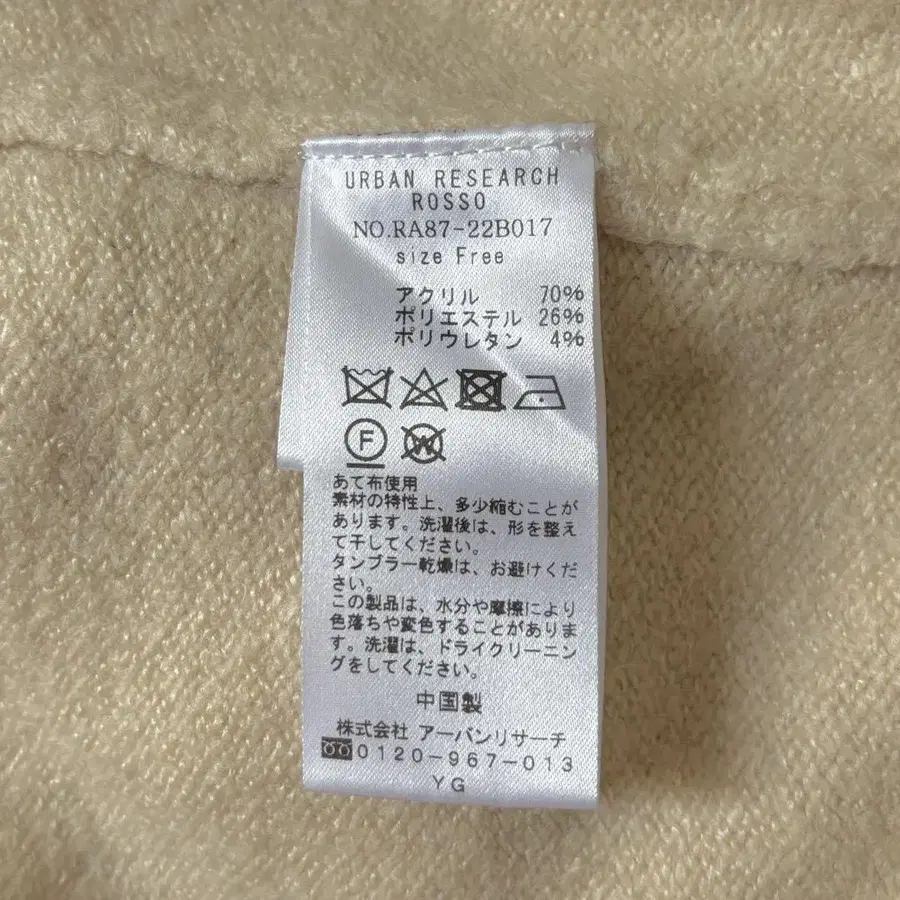 URBAN RESEARCH
ROSSO
NO.RA87-22B017
size Free
アクリル 70%
ポリエステル 26%
ポリウレタン 4%
F
W
あて布使用
素材の特性上、多少縮むことが
あります。洗濯後は、形を整え
て干してください。
タンブラー乾燥は、お避けくだ
さい。
この製品は、水分や摩擦により
色落ちや変色することがありま
す。洗濯は、ドライクリーニン
グをしてください。
中国製
株式会社 アーバンリサーチ
0120-967-013
YG